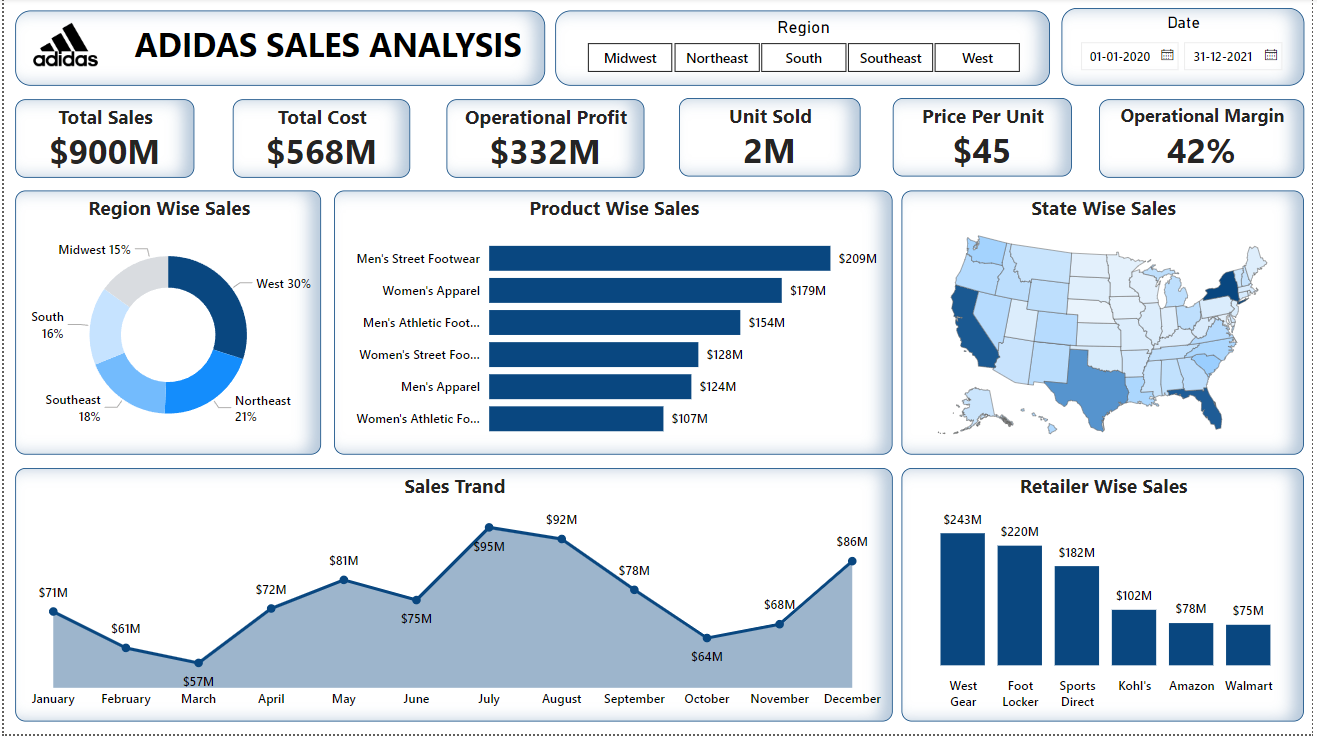 adidas
ADIDAS SALES ANALYSIS
Region
Midwest
Northeast
South
Southeast
West
Date
01-01-2020
31-12-2021
Total Sales
$900M
Total Cost
$568M
Operational Profit
$332M
Unit Sold
2M
Price Per Unit
$45
Operational Margin
42%
Region Wise Sales
Midwest 15%
West 30%
South
16%
Southeast
18%
Northeast
21%
Product Wise Sales
Men's Street Footwear
$209M
Women's Apparel
$179M
Men's Athletic Foot...
$154M
Women's Street Foo...
$128M
Men's Apparel
$124M
Women's Athletic Fo...
$107M
State Wise Sales
Sales Trand
$71M
$61M
$57M
$72M
$81M
$75M
$95M
$92M
$78M
$64M
$68M
$86M
January
February
March
April
May
June
July
August
September
October
November
December
Retailer Wise Sales
$243M
$220M
$182M
$102M
$78M
$75M
West
Gear
Foot
Locker
Sports
Direct
Kohl's
Amazon
Walmart